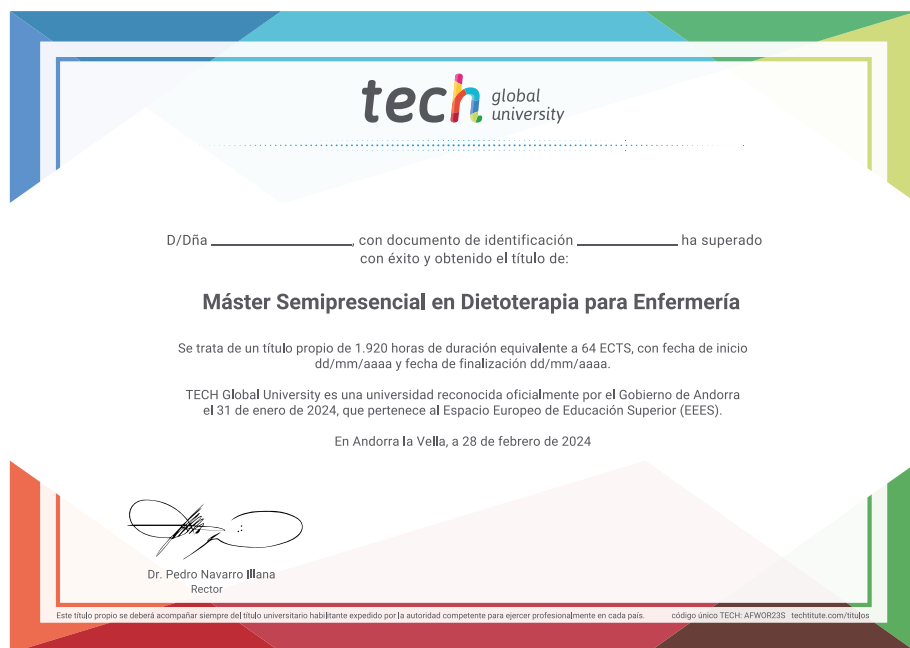 tech global
university
D/Dña ______________, con documento de identificación ______________ ha superado
con éxito y obtenido el título de:
Máster Semipresencial en Dietoterapia para Enfermería
Se trata de un título propio de 1.920 horas de duración equivalente a 64 ECTS, con fecha de inicio
dd/mm/aaaa y fecha de finalización dd/mm/aaaa.
TECH Global University es una universidad reconocida oficialmente por el Gobierno de Andorra
el 31 de enero de 2024, que pertenece al Espacio Europeo de Educación Superior (EEES).
En Andorra la Vella, a 28 de febrero de 2024
Dr. Pedro Navarro Illana
Rector
Este título propio se deberá acompañar siempre del título universitario habilitante expedido por la autoridad competente para ejercer profesionalmente en cada país. código único TECH: AFWOR23S techtitute.com/titulos